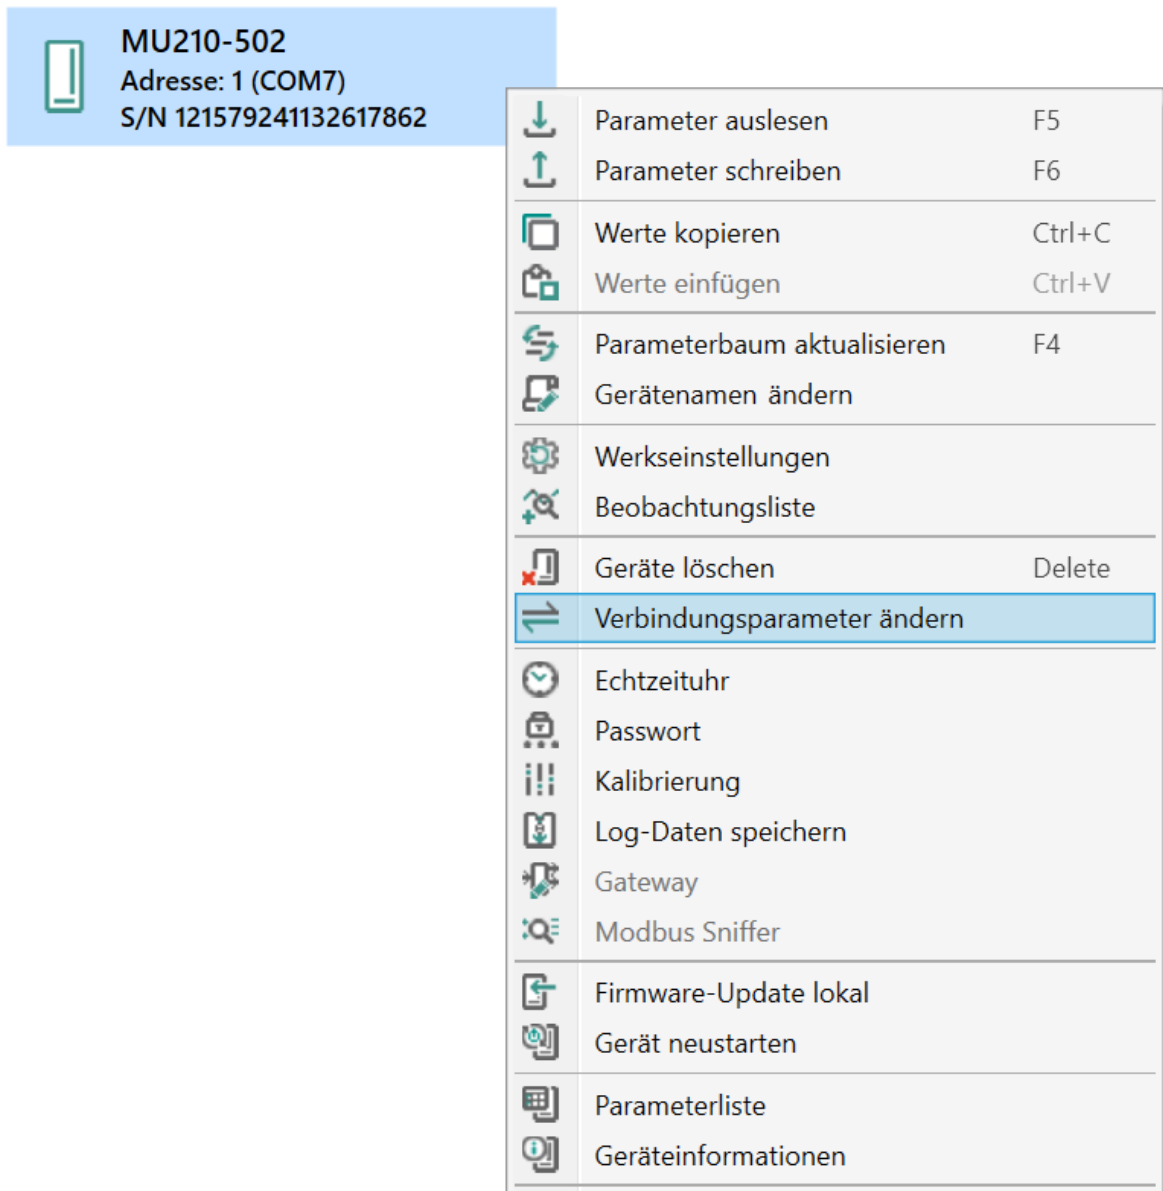 MU210-502
Adresse: 1 (COM7)
S/N 121579241132617862
Parameter auslesen F5
Parameter schreiben F6
Werte kopieren Ctrl+C
Werte einfügen Ctrl+V
Parameterbaum aktualisieren F4
Gerätenamen ändern
Werkseinstellungen
Beobachtungsliste
Geräte löschen Delete
Verbindungsparameter ändern
Echtzeituhr
Passwort
Kalibrierung
Log-Daten speichern
Gateway
Modbus Sniffer
Firmware-Update lokal
Gerät neustarten
Parameterliste
Geräteinformationen